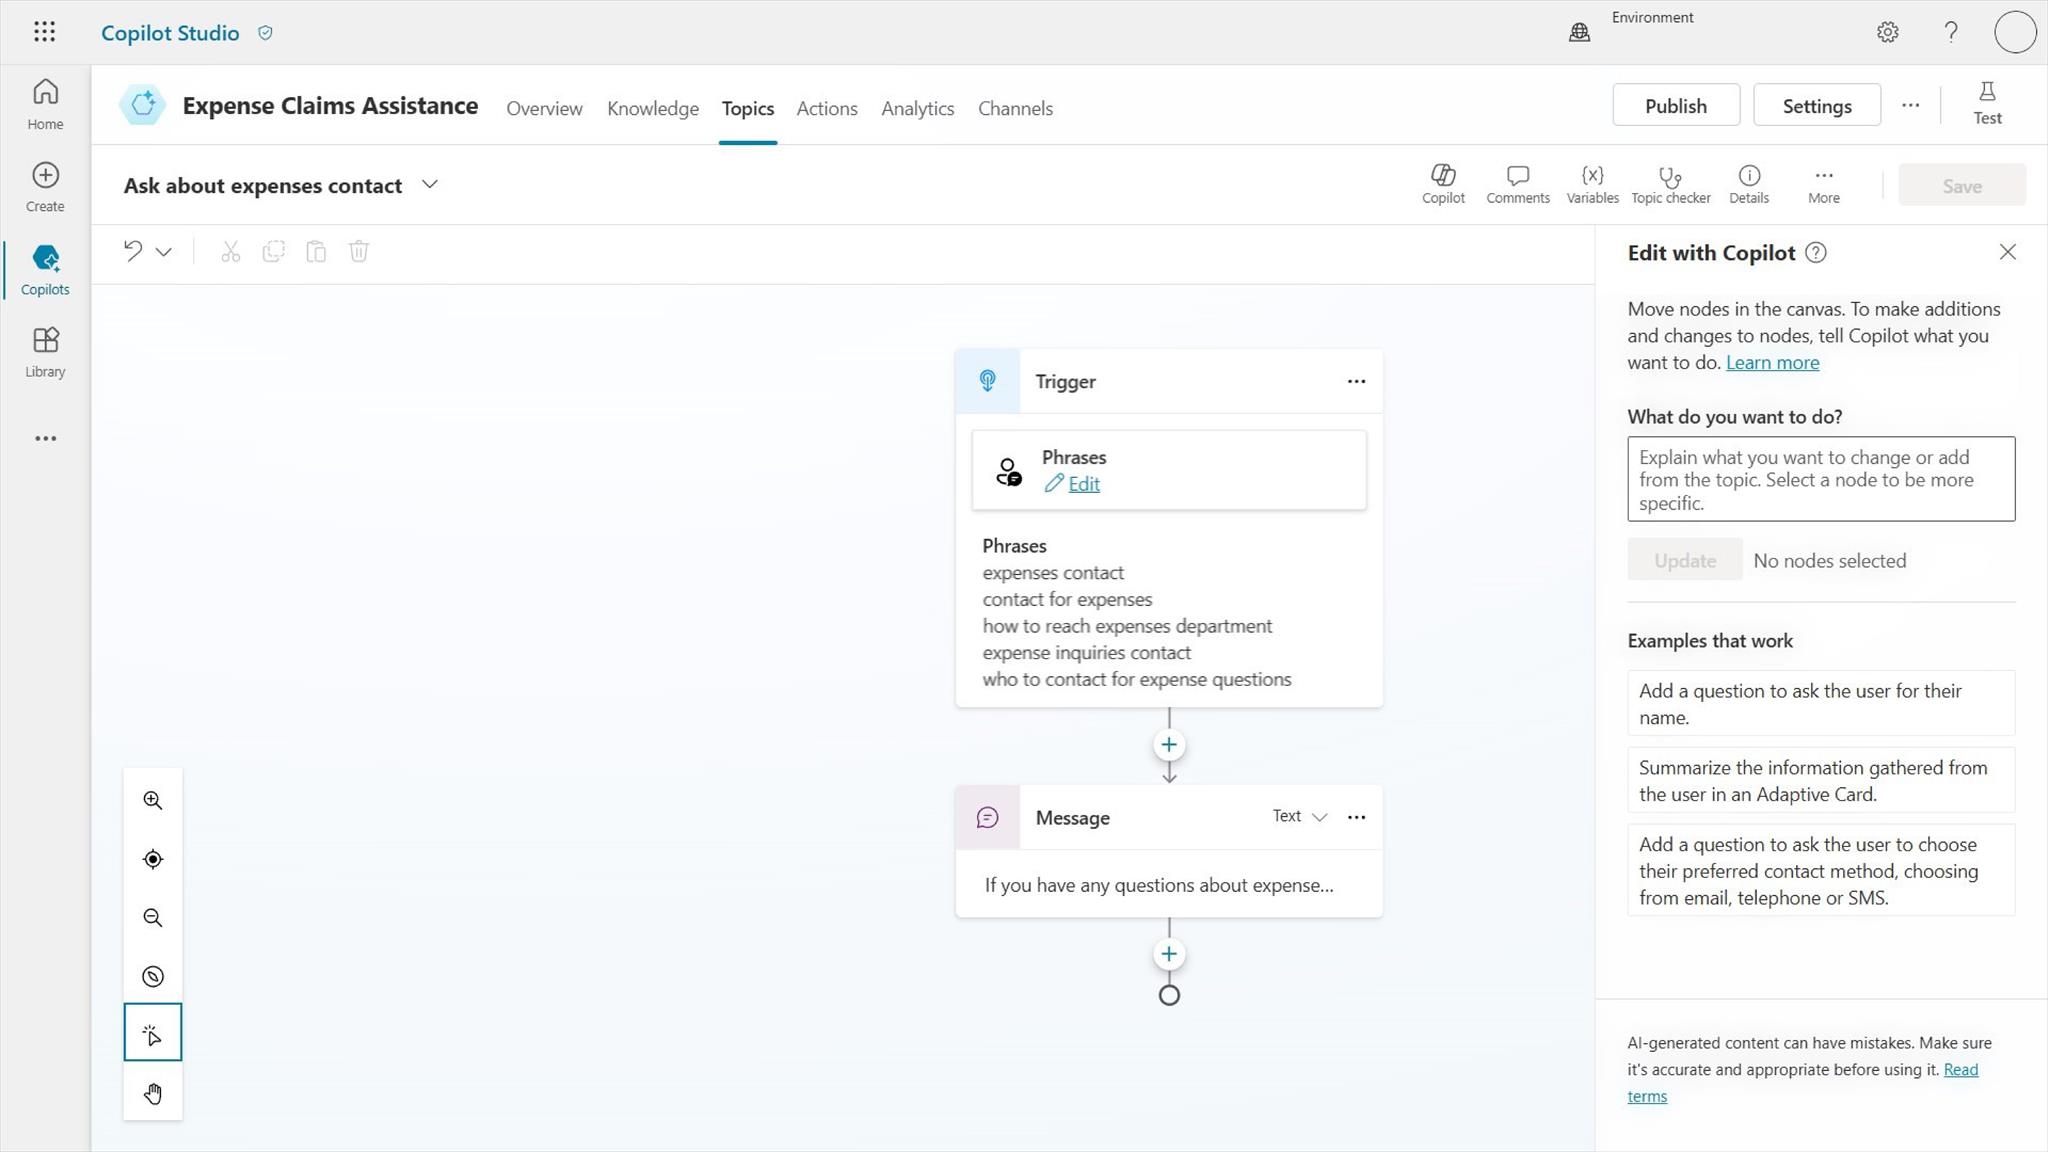 Copilot Studio
Environment
Home
Create
Copilots
Library
Expense Claims Assistance
Overview
Knowledge
Topics
Actions
Analytics
Channels
Publish
Settings
Test
Ask about expenses contact
Copilot
Comments
Variables
Topic checker
Details
More
Save
Trigger
Phrases
Edit
Phrases
expenses contact
contact for expenses
how to reach expenses department
expense inquiries contact
who to contact for expense questions
Message
Text
If you have any questions about expense...
Edit with Copilot
Move nodes in the canvas. To make additions
and changes to nodes, tell Copilot what you
want to do. Learn more
What do you want to do?
Explain what you want to change or add
from the topic. Select a node to be more
specific.
Update
No nodes selected
Examples that work
Add a question to ask the user for their
name.
Summarize the information gathered from
the user in an Adaptive Card.
Add a question to ask the user to choose
their preferred contact method, choosing
from email, telephone or SMS.
AI-generated content can have mistakes. Make sure
it's accurate and appropriate before using it. Read
terms